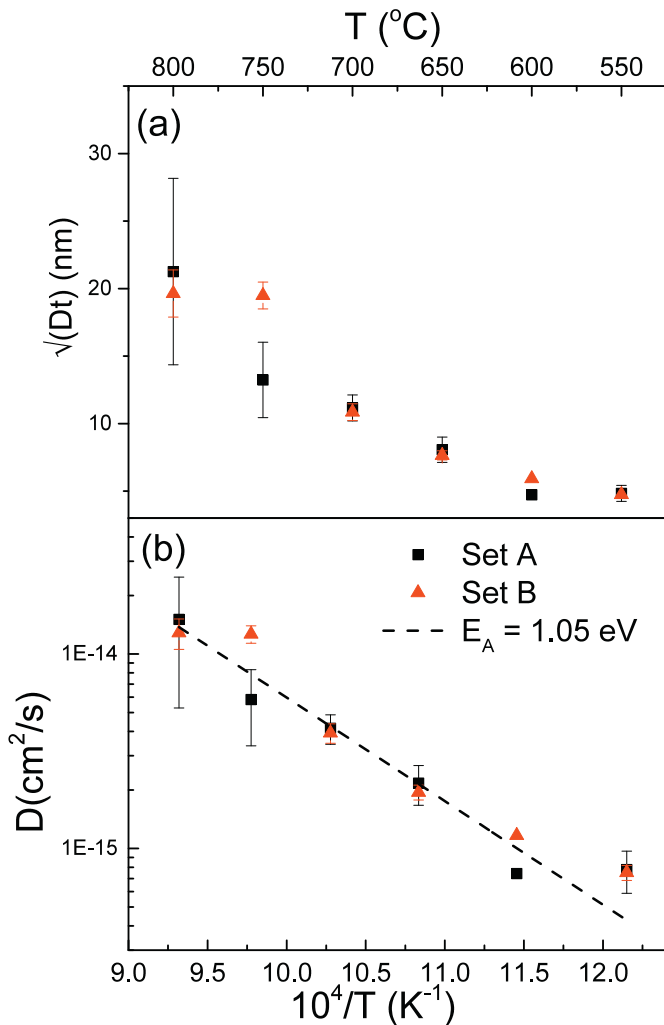 T (°C)
800 750 700 650 600 550
(a)
30
20
10
√(Dt) (nm)
(b)
Set A
Set B
E_A = 1.05 eV
1E-14
1E-15
D(cm²/s)
9.0 9.5 10.0 10.5 11.0 11.5 12.0
10⁴/T (K⁻¹)